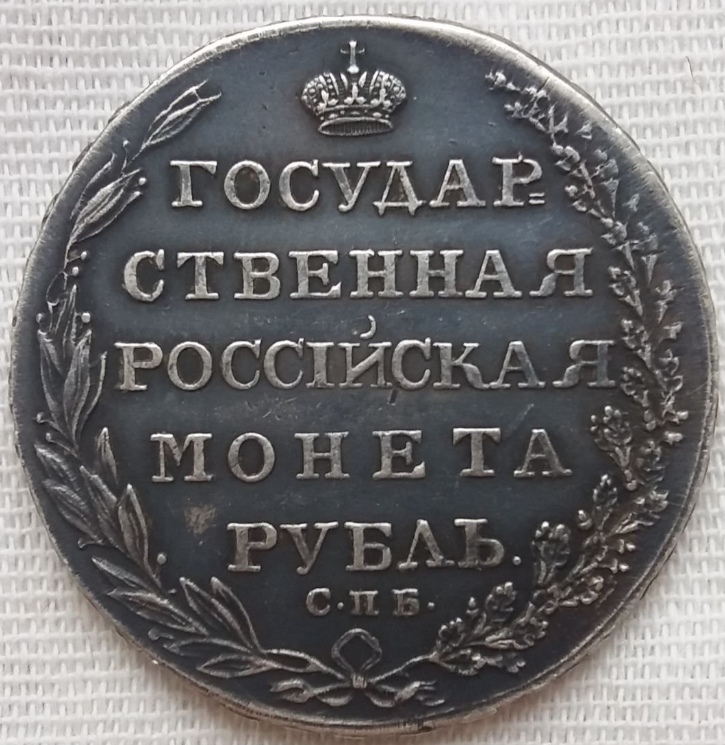 ГОСУДАР=
СТВЕННАЯ
РОССІЙСКАЯ
МОНЕТА
РУБЛЬ.
С·П·Б·